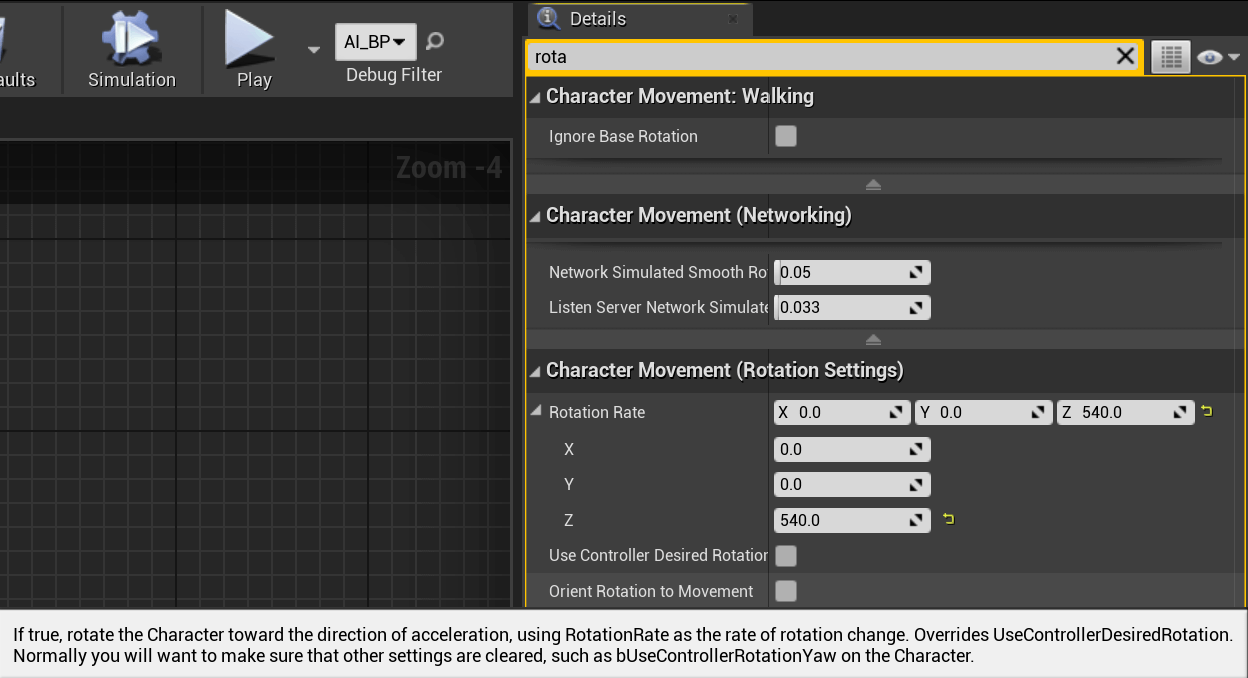 Details
rota
aults
Simulation
Play
AI_BP
Debug Filter
Zoom -4
Character Movement: Walking
Ignore Base Rotation
Character Movement (Networking)
Network Simulated Smooth Ro 0.05
Listen Server Network Simulate 0.033
Character Movement (Rotation Settings)
Rotation Rate X 0.0 Y 0.0 Z 540.0
X 0.0
Y 0.0
Z 540.0
Use Controller Desired Rotation
Orient Rotation to Movement
If true, rotate the Character toward the direction of acceleration, using RotationRate as the rate of rotation change. Overrides UseControllerDesiredRotation.
Normally you will want to make sure that other settings are cleared, such as bUseControllerRotationYaw on the Character.